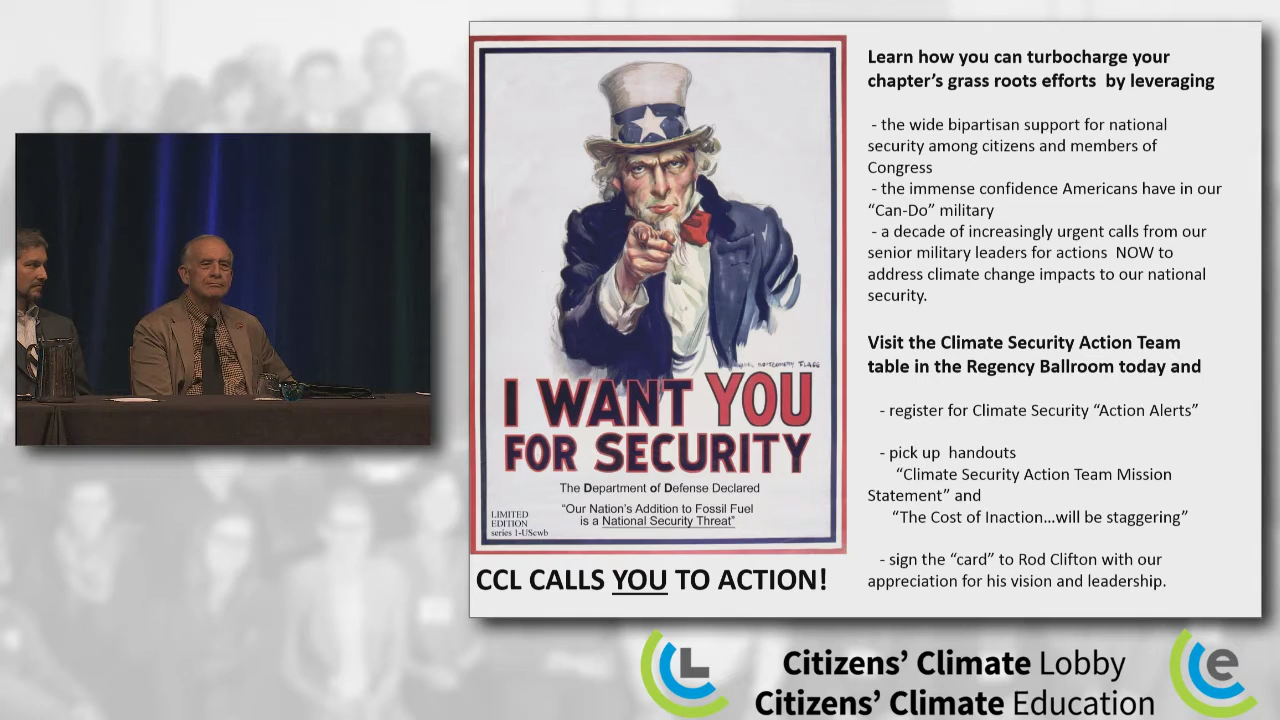 JAMES MONTGOMERY FLAGG
I WANT YOU
FOR SECURITY
The Department of Defense Declared
"Our Nation's Addition to Fossil Fuel
is a National Security Threat"
LIMITED
EDITION
series 1-UScwb
CCL CALLS YOU TO ACTION!
Learn how you can turbocharge your
chapter's grass roots efforts by leveraging
- the wide bipartisan support for national
security among citizens and members of
Congress
- the immense confidence Americans have in our
“Can-Do” military
- a decade of increasingly urgent calls from our
senior military leaders for actions NOW to
address climate change impacts to our national
security.
Visit the Climate Security Action Team
table in the Regency Ballroom today and
- register for Climate Security “Action Alerts”
- pick up handouts
“Climate Security Action Team Mission
Statement” and
“The Cost of Inaction…will be staggering”
- sign the “card” to Rod Clifton with our
appreciation for his vision and leadership.
L
Citizens’ Climate Lobby
Citizens’ Climate Education
e